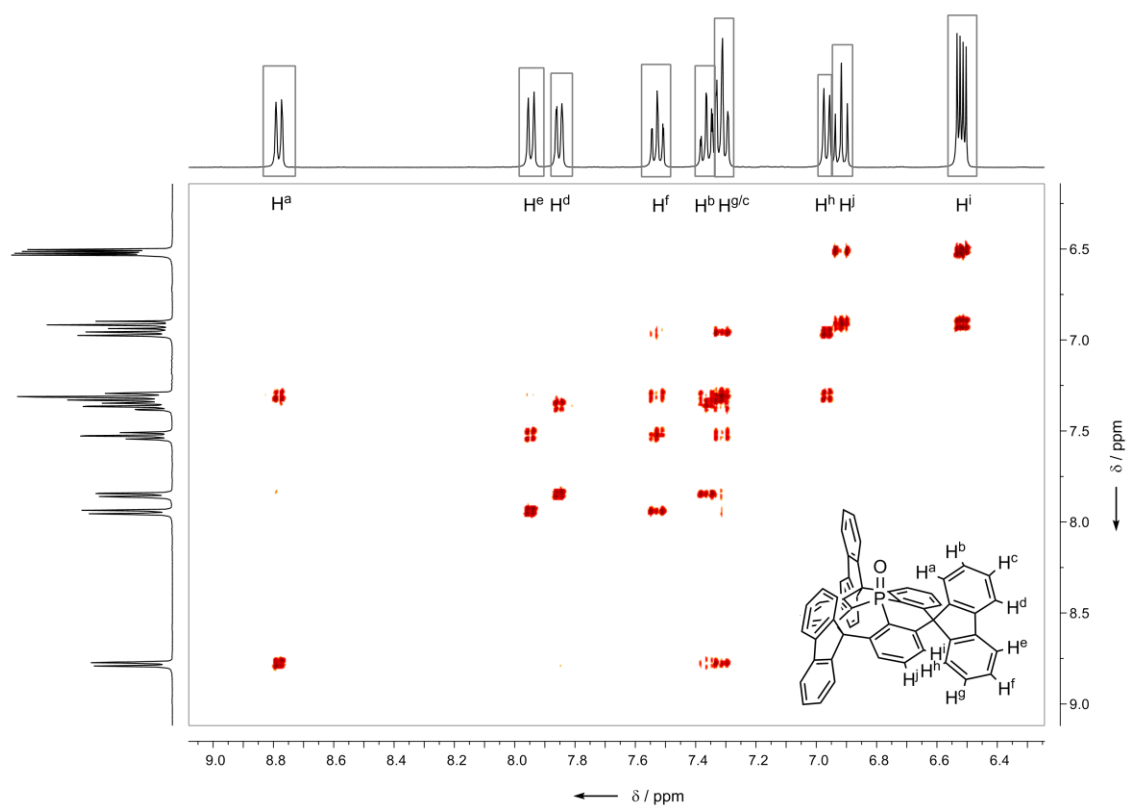 Hᵃ Hᵉ Hᵈ Hᶠ Hᵇ Hᵍ/ᶜ Hʰ Hʲ Hⁱ
6.5
7.0
7.5
8.0
8.5
9.0
δ / ppm
O
P
Hᵃ
Hᵇ
Hᶜ
Hᵈ
Hᵉ
Hᶠ
Hᵍ
Hʰ
Hⁱ
Hʲ
9.0 8.8 8.6 8.4 8.2 8.0 7.8 7.6 7.4 7.2 7.0 6.8 6.6 6.4
δ / ppm